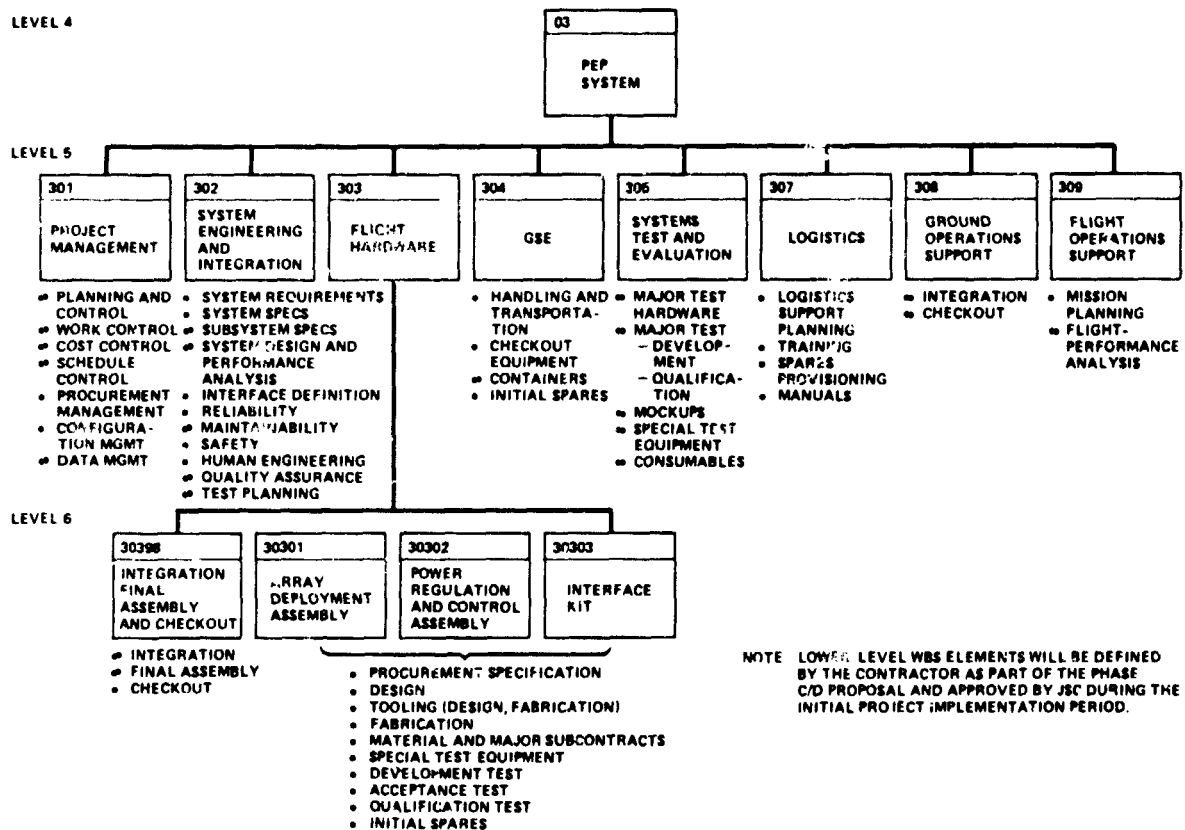 LEVEL 4
03
PEP
SYSTEM
LEVEL 5
301
PROJECT
MANAGEMENT
• PLANNING AND
CONTROL
• WORK CONTROL
• COST CONTROL
• SCHEDULE
CONTROL
• PROCUREMENT
MANAGEMENT
• CONFIGURA-
TION MGMT
• DATA MGMT
302
SYSTEM
ENGINEERING
AND
INTEGRATION
• SYSTEM REQUIREMENTS
• SYSTEM SPECS
• SUBSYSTEM SPECS
• SYSTEM DESIGN AND
PERFORMANCE
ANALYSIS
• INTERFACE DEFINITION
• RELIABILITY
• MAINTAINABILITY
• SAFETY
• HUMAN ENGINEERING
• QUALITY ASSURANCE
• TEST PLANNING
303
FLIGHT
HARDWARE
304
GSE
• HANDLING AND
TRANSPORTA-
TION
• CHECKOUT
EQUIPMENT
• CONTAINERS
• INITIAL SPARES
SYSTEMS
TEST AND
EVALUATION
• MAJOR TEST
HARDWARE
• MAJOR TEST
– DEVELOP-
MENT
– QUALIFICA-
TION
• MOCKUPS
• SPECIAL TEST
EQUIPMENT
• CONSUMABLES
307
LOGISTICS
• LOGISTICS
SUPPORT
PLANNING
• TRAINING
• SPARES
PROVISIONING
• MANUALS
308
GROUND
OPERATIONS
SUPPORT
• INTEGRATION
• CHECKOUT
309
FLIGHT
OPERATIONS
SUPPORT
• MISSION
PLANNING
• FLIGHT-
PERFORMANCE
ANALYSIS
LEVEL 6
30398
INTEGRATION
FINAL
ASSEMBLY
AND CHECKOUT
• INTEGRATION
• FINAL ASSEMBLY
• CHECKOUT
30301
ARRAY
DEPLOYMENT
ASSEMBLY
30302
POWER
REGULATION
AND CONTROL
ASSEMBLY
30303
INTERFACE
KIT
• PROCUREMENT SPECIFICATION
• DESIGN
• TOOLING (DESIGN, FABRICATION)
• FABRICATION
• MATERIAL AND MAJOR SUBCONTRACTS
• SPECIAL TEST EQUIPMENT
• DEVELOPMENT TEST
• ACCEPTANCE TEST
• QUALIFICATION TEST
• INITIAL SPARES
NOTE LOWER LEVEL WBS ELEMENTS WILL BE DEFINED
BY THE CONTRACTOR AS PART OF THE PHASE
C/D PROPOSAL AND APPROVED BY JSC DURING THE
INITIAL PROJECT IMPLEMENTATION PERIOD.